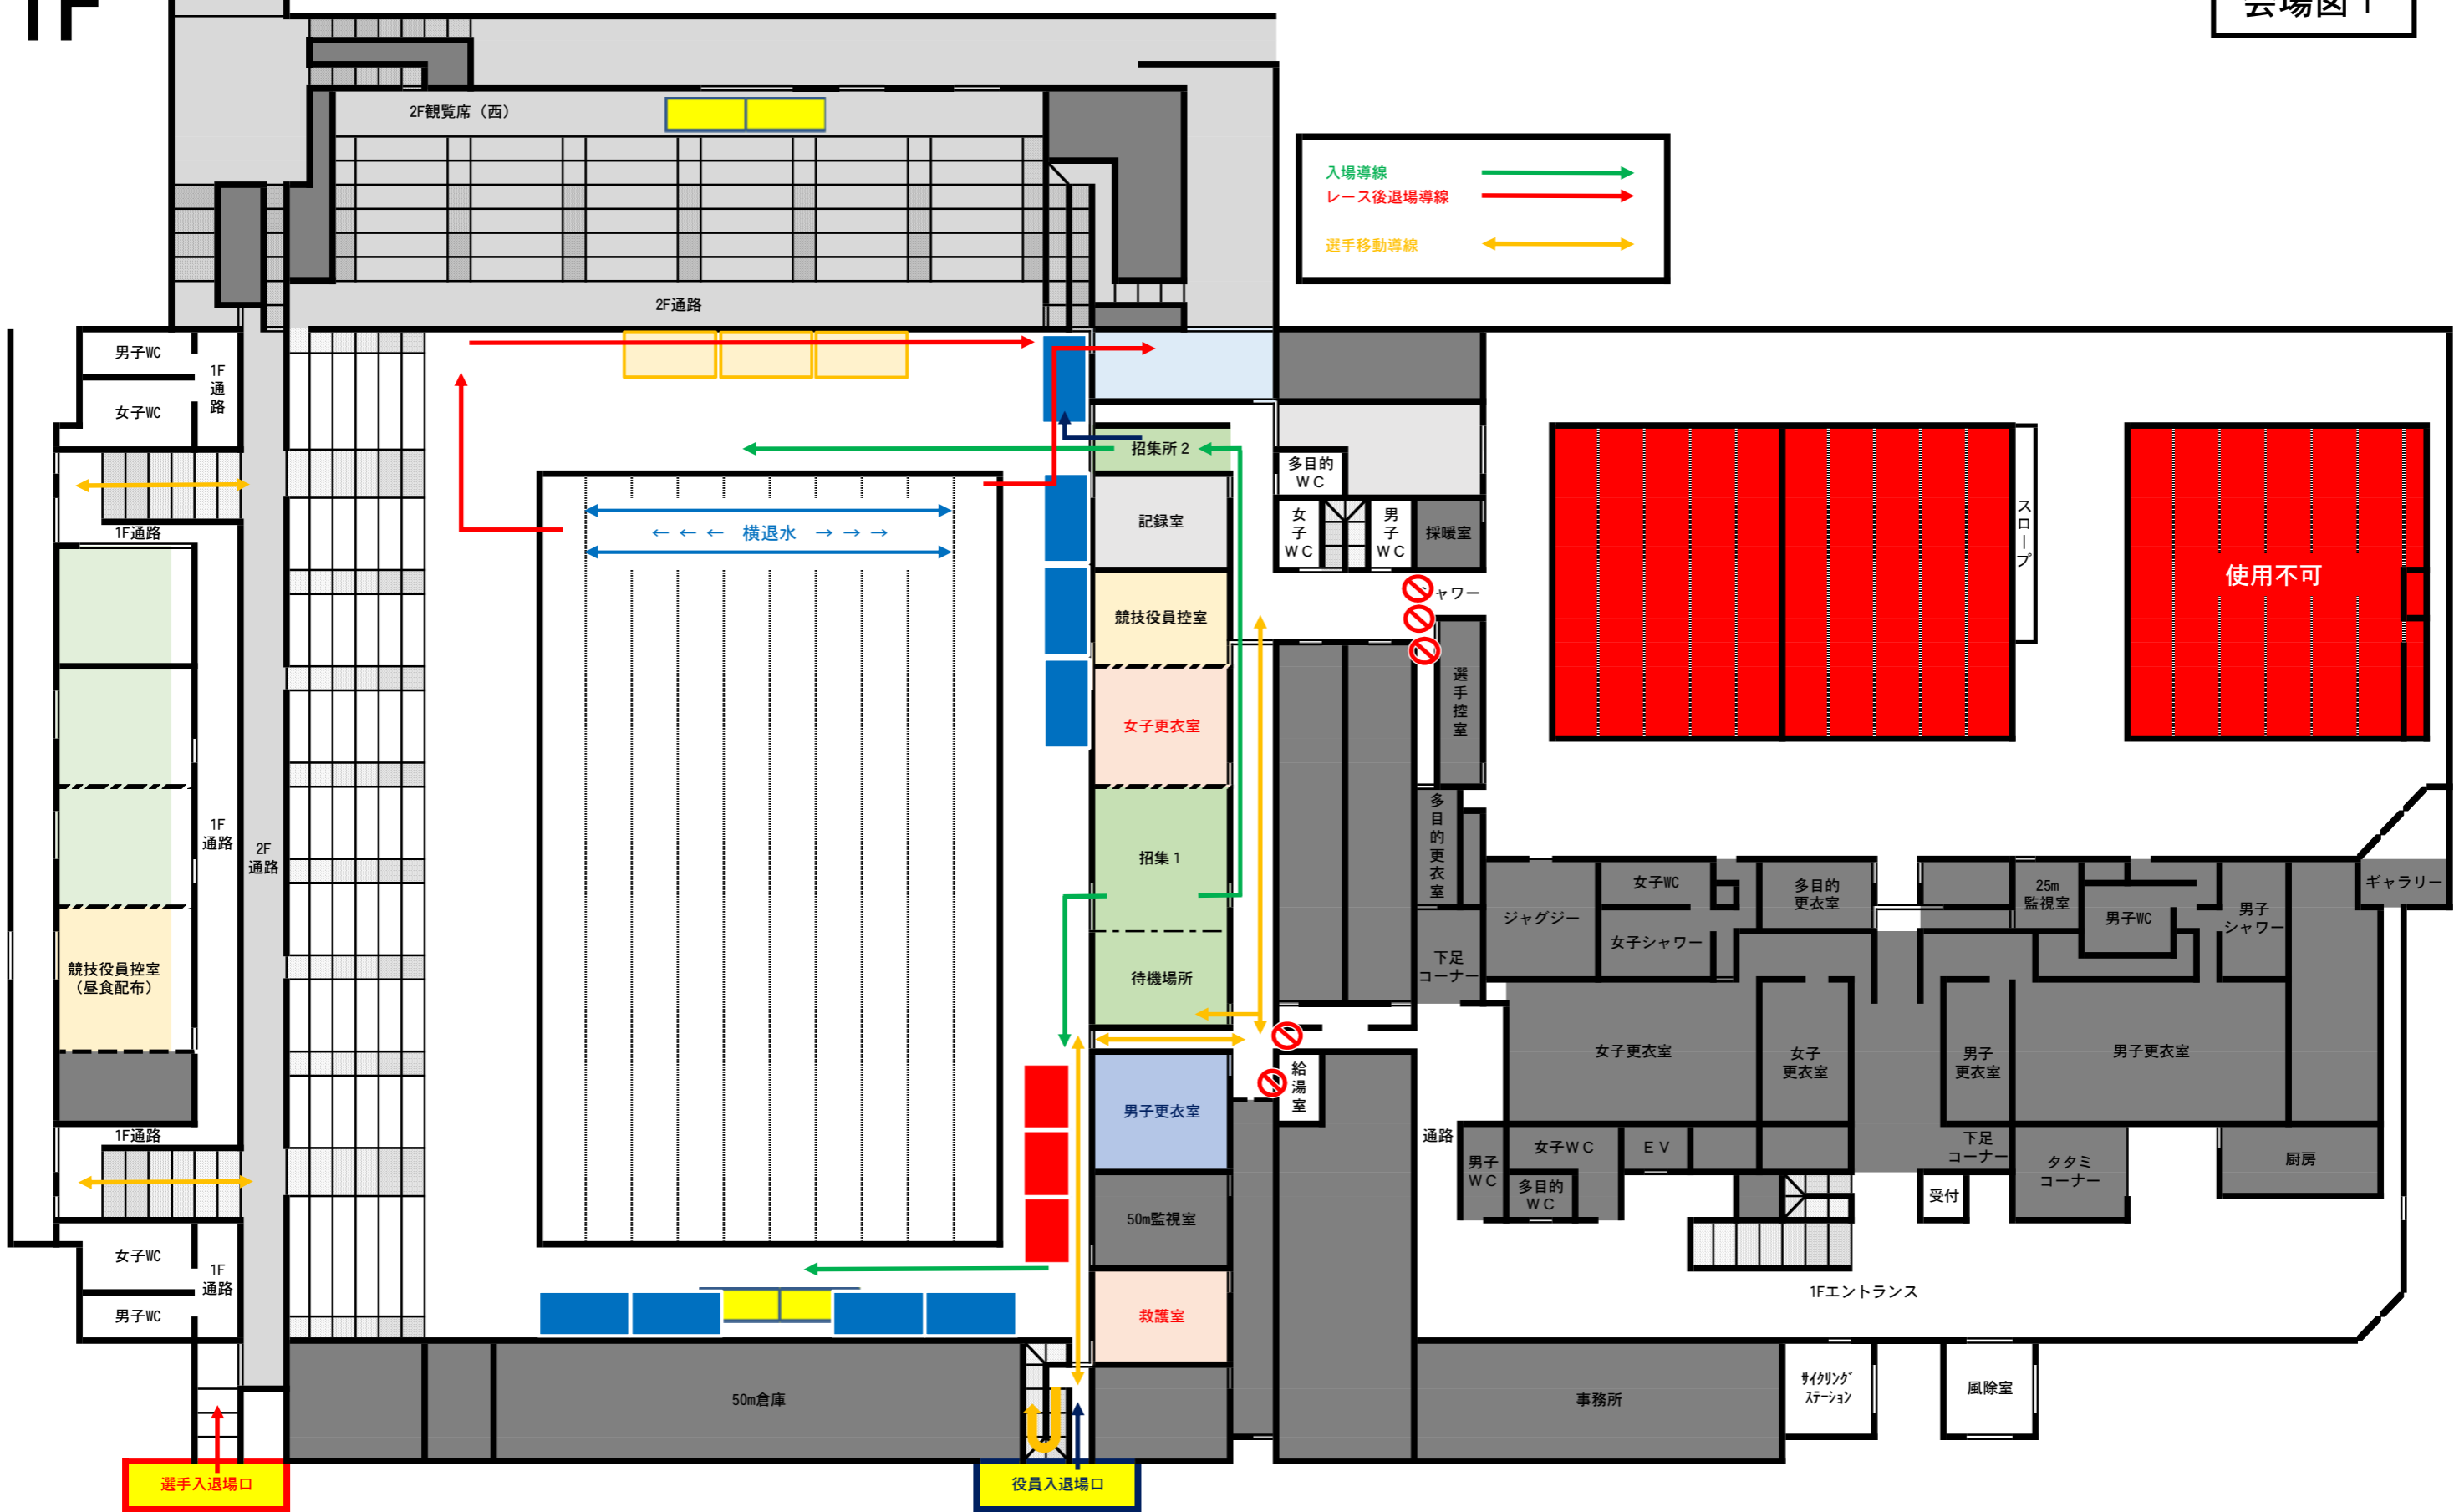 1F
会場図1
2F観覧席（西）
入場導線
レース後退場導線
選手移動導線
2F通路
男子WC
女子WC
1F
通
路
招集所２
記録室
競技役員控室
女子更衣室
招集１
待機場所
男子更衣室
50m監視室
救護室
← ← ← 横退水 → → →
1F通路
1F
通路
2F
通路
競技役員控室
（昼食配布）
1F通路
女子WC
男子WC
1F
通路
多目的
ＷＣ
女
子
ＷＣ
男
子
ＷＣ
採暖室
ャワー
選
手
控
室
多
目
的
更
衣
室
下足
コーナー
スロープ
使用不可
ジャグジー
女子WC
女子シャワー
多目的
更衣室
25m
監視室
男子WC
男子
シャワー
ギャラリー
女子更衣室
女子
更衣室
男子
更衣室
男子更衣室
給
湯
室
通路
男子
ＷＣ
女子ＷＣ
多目的
ＷＣ
ＥＶ
下足
コーナー
受付
タタミ
コーナー
厨房
1Fエントランス
50m倉庫
事務所
ｻｲｸﾘﾝｸﾞ
ｽﾃｰｼｮﾝ
風除室
選手入退場口
役員入退場口